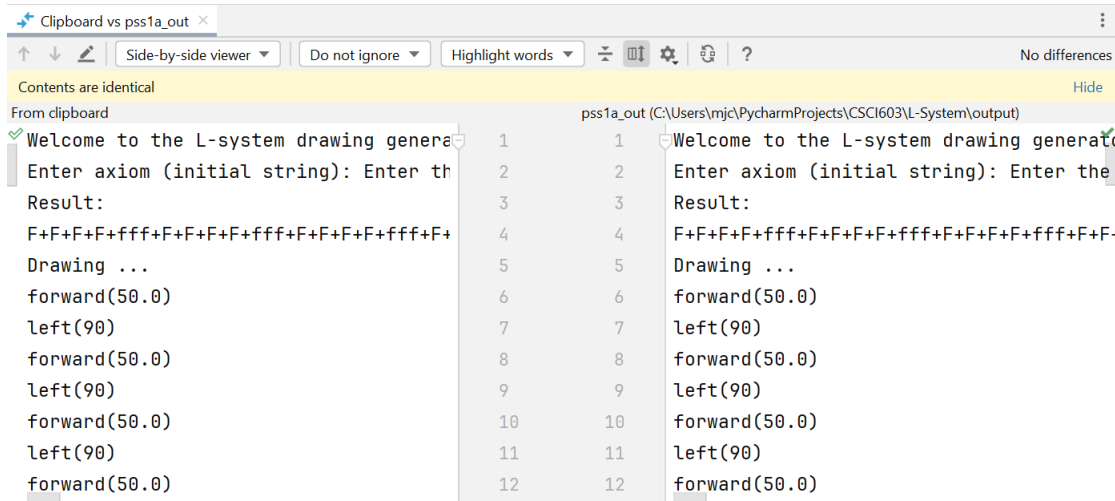 Clipboard vs pss1a_out
Side-by-side viewer Do not ignore Highlight words ? No differences
Contents are identical Hide
From clipboard pss1a_out (C:\Users\mjc\PycharmProjects\CSCI603\L-System\output)
Welcome to the L-system drawing genera 1 1 Welcome to the L-system drawing generato
Enter axiom (initial string): Enter th 2 2 Enter axiom (initial string): Enter the
Result: 3 3 Result:
F+F+F+F+fff+F+F+F+F+fff+F+F+F+F+fff+F+ 4 4 F+F+F+F+fff+F+F+F+F+fff+F+F+F+F+fff+F+F-
Drawing ... 5 5 Drawing ...
forward(50.0) 6 6 forward(50.0)
left(90) 7 7 left(90)
forward(50.0) 8 8 forward(50.0)
left(90) 9 9 left(90)
forward(50.0) 10 10 forward(50.0)
left(90) 11 11 left(90)
forward(50.0) 12 12 forward(50.0)